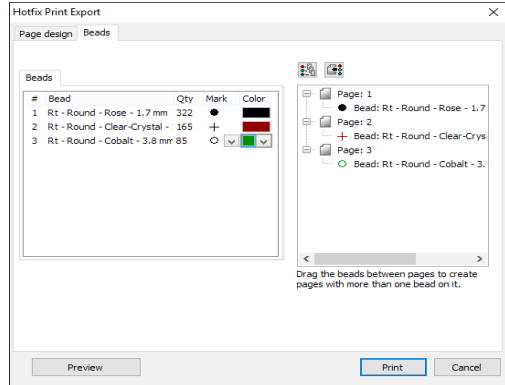 Hotfix Print Export
Page design Beads
Beads
# Bead Qty Mark Color
1 Rt - Round - Rose - 1.7 mm 322
2 Rt - Round - Clear-Crystal - 165
3 Rt - Round - Cobalt - 3.8 mm 85
Page: 1
Bead: Rt - Round - Rose - 1.7
Page: 2
Bead: Rt - Round - Clear-Crys
Page: 3
Bead: Rt - Round - Cobalt - 3.
Drag the beads between pages to create
pages with more than one bead on it.
Preview Print Cancel